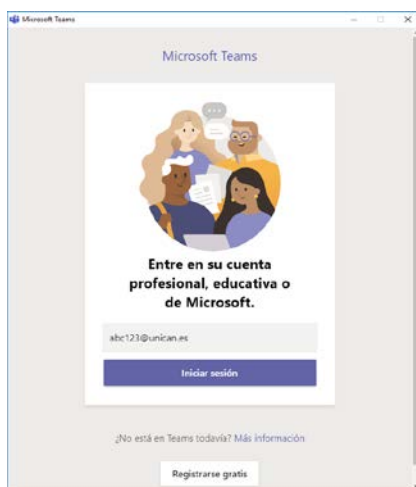 Microsoft Teams
Microsoft Teams
Entre en su cuenta
profesional, educativa o
de Microsoft.
abc123@unican.es
Iniciar sesión
¿No está en Teams todavía? Más información
Registrarse gratis